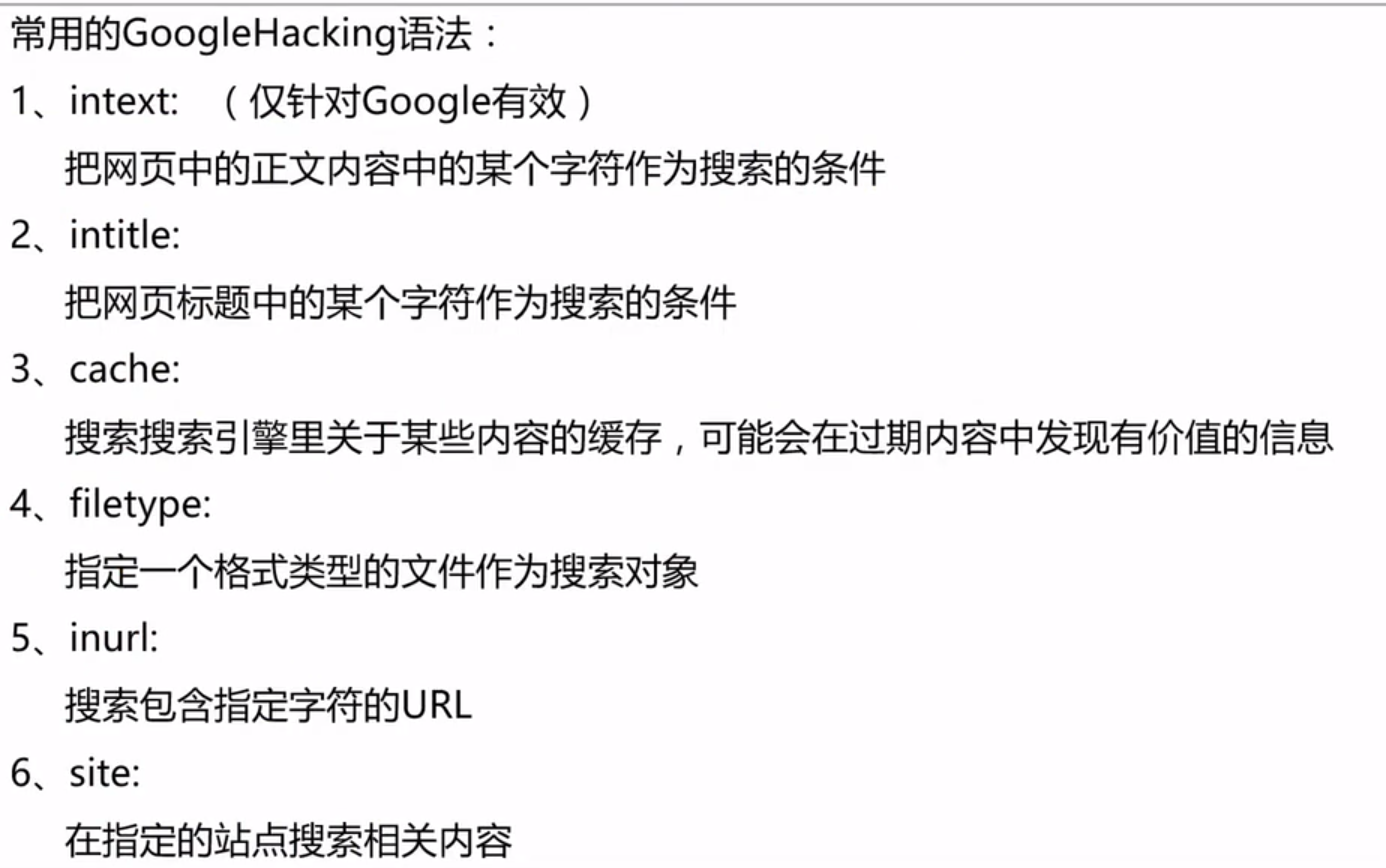 常用的GoogleHacking语法：
1、intext: （仅针对Google有效）
把网页中的正文内容中的某个字符作为搜索的条件
2、intitle:
把网页标题中的某个字符作为搜索的条件
3、cache:
搜索搜索引擎里关于某些内容的缓存，可能会在过期内容中发现有价值的信息
4、filetype:
指定一个格式类型的文件作为搜索对象
5、inurl:
搜索包含指定字符的URL
6、site:
在指定的站点搜索相关内容